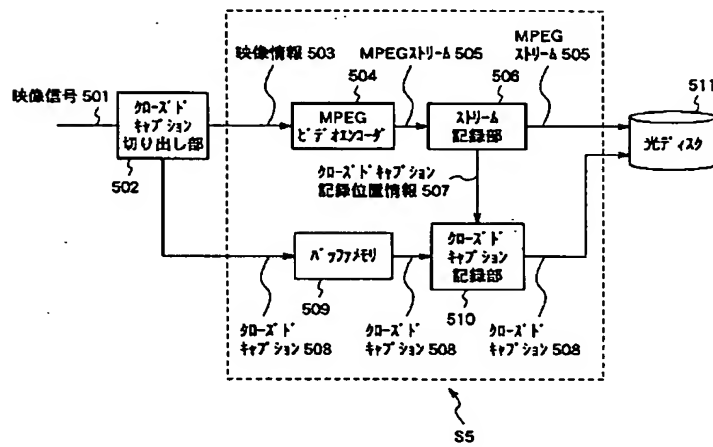 映像信号 501
クローズド
キャプション
切り出し部
502
映像情報 503
504
MPEG
ビデオエンコーダ
MPEGストリーム 505
506
ストリーム
記録部
MPEG
ストリーム 505
511
光ディスク
クローズドキャプション
記録位置情報 507
バッファメモリ
509
クローズド
キャプション
記録部
510
クローズド
キャプション 508
クローズド
キャプション 508
クローズド
キャプション 508
S5